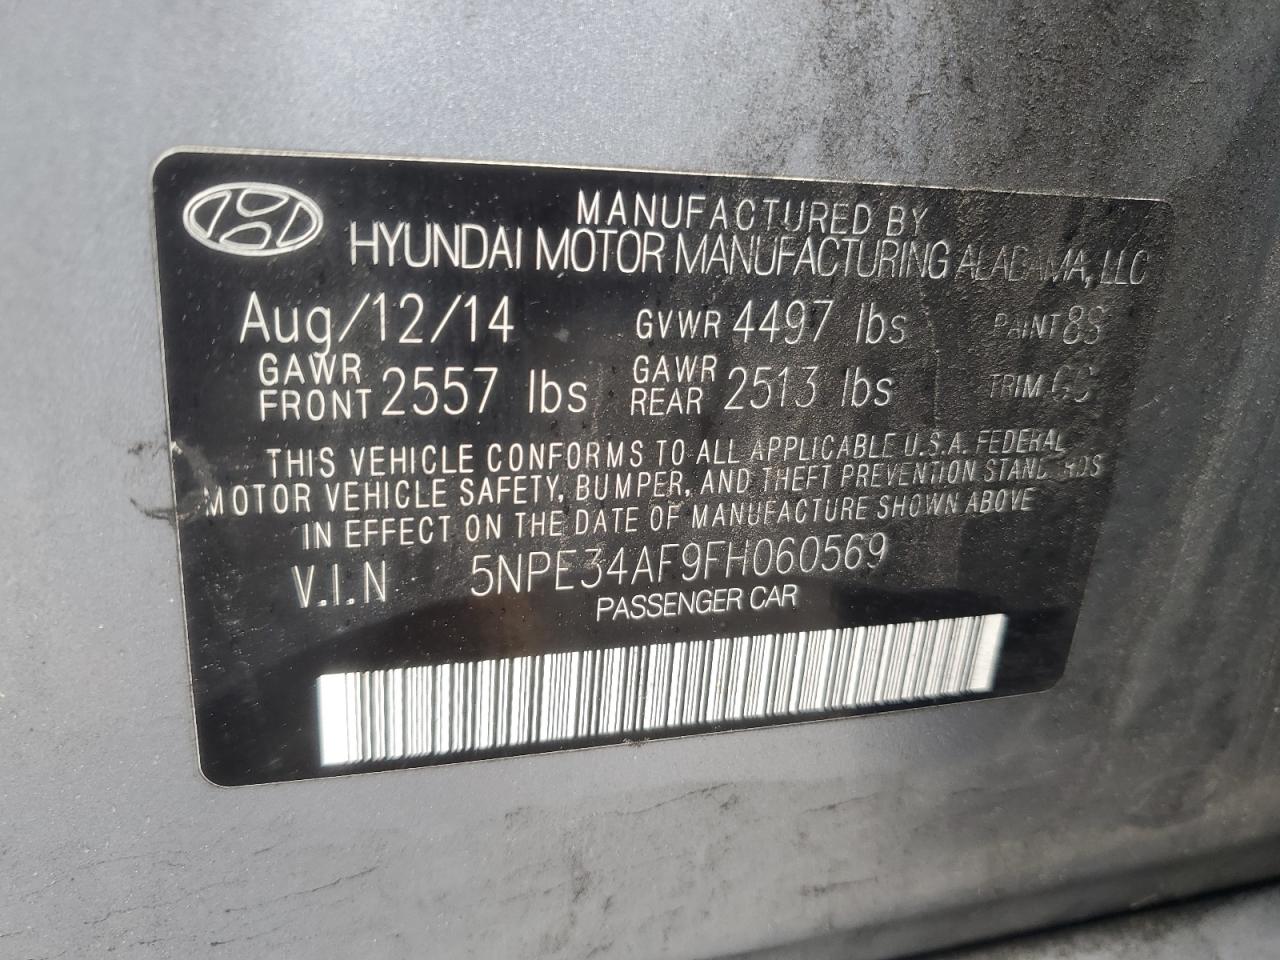 MANUFACTURED BY
HYUNDAI MOTOR MANUFACTURING ALABAMA, LLC
Aug/12/14 GVWR 4497 lbs PAINT 8S
GAWR FRONT 2557 lbs GAWR REAR 2513 lbs TRIM
THIS VEHICLE CONFORMS TO ALL APPLICABLE U.S.A. FEDERAL
MOTOR VEHICLE SAFETY, BUMPER, AND THEFT PREVENTION STANDARDS
IN EFFECT ON THE DATE OF MANUFACTURE SHOWN ABOVE
V.I.N 5NPE34AF9FH060569
PASSENGER CAR